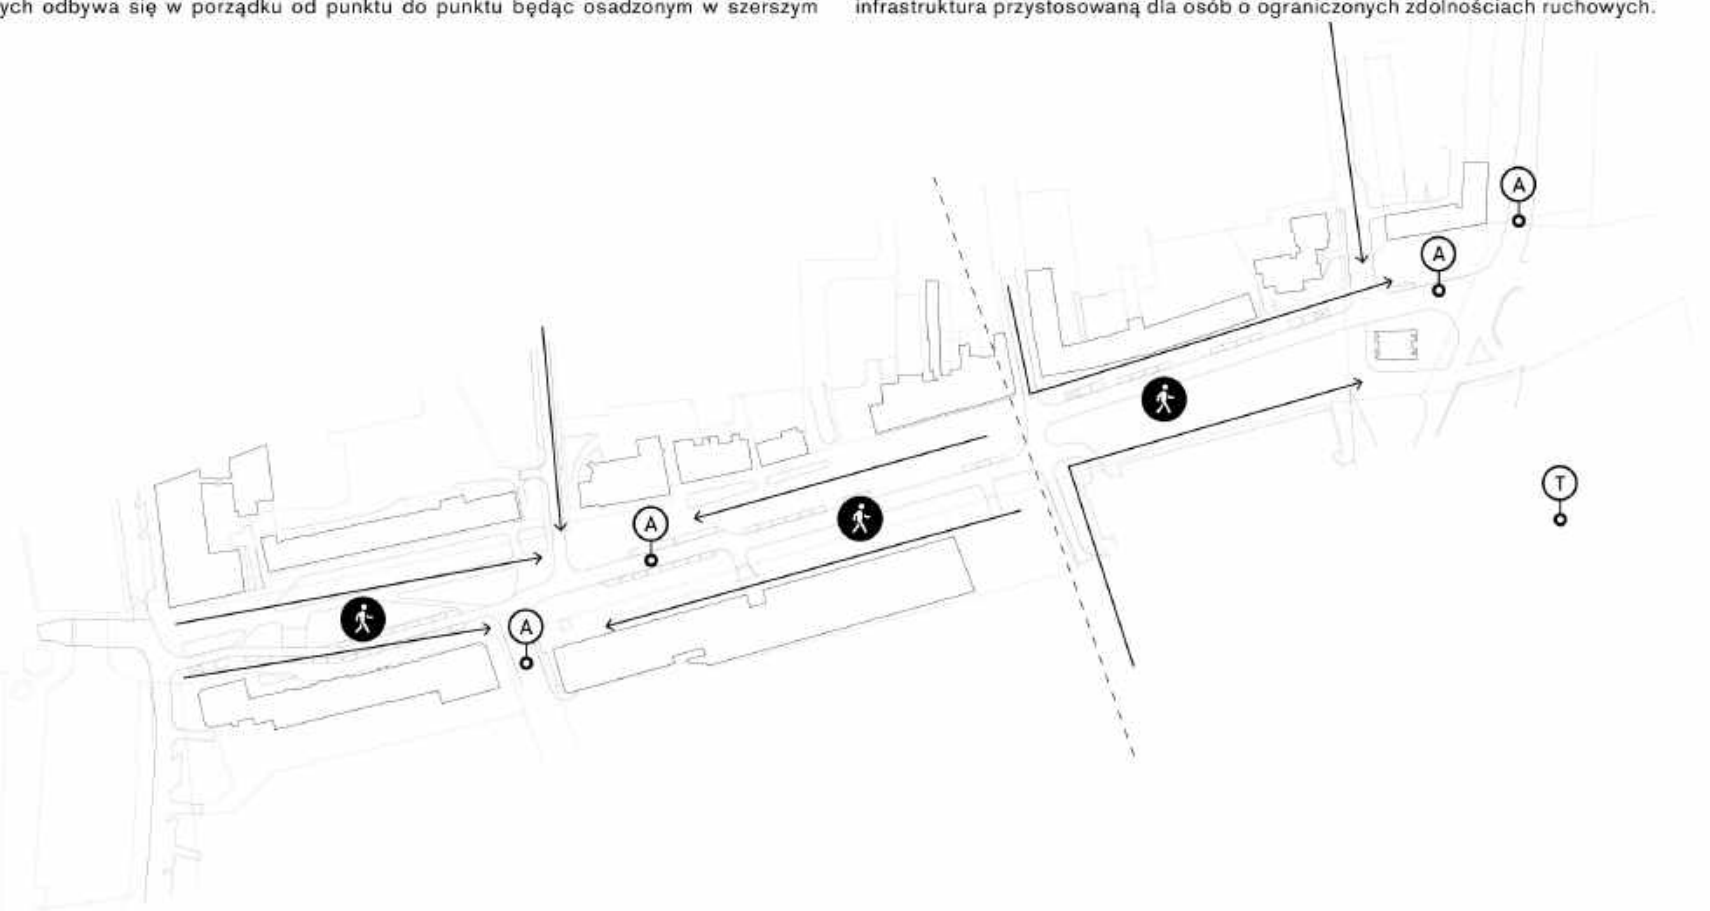 ych odbywa się w porządku od punktu do punktu będąc osadzonym w szerszym
infrastruktura przystosowaną dla osób o ograniczonych zdolnościach ruchowych.
A
A
T
A
A